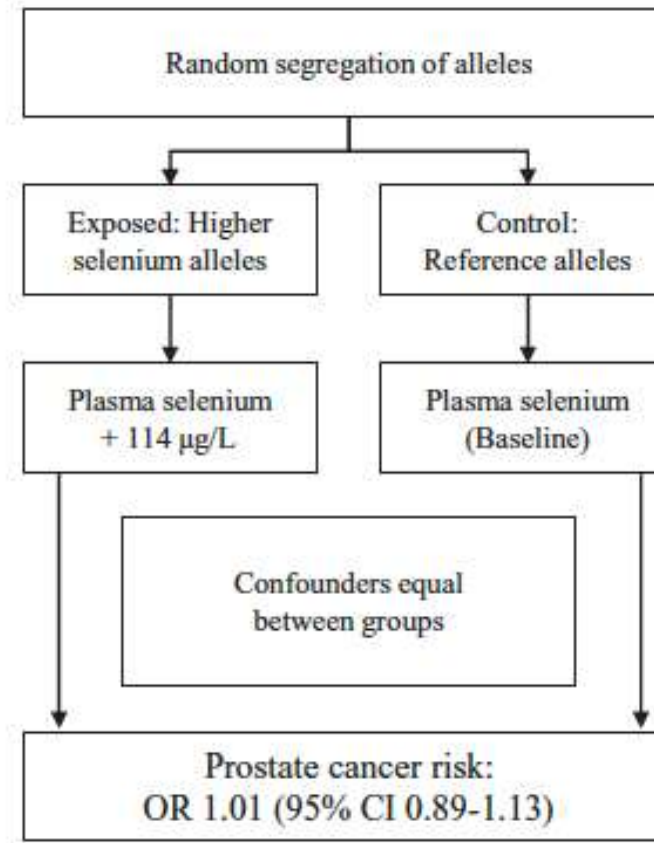 Random segregation of alleles
Exposed: Higher
selenium alleles
Control:
Reference alleles
Plasma selenium
+ 114 µg/L
Plasma selenium
(Baseline)
Confounders equal
between groups
Prostate cancer risk:
OR 1.01 (95% CI 0.89-1.13)